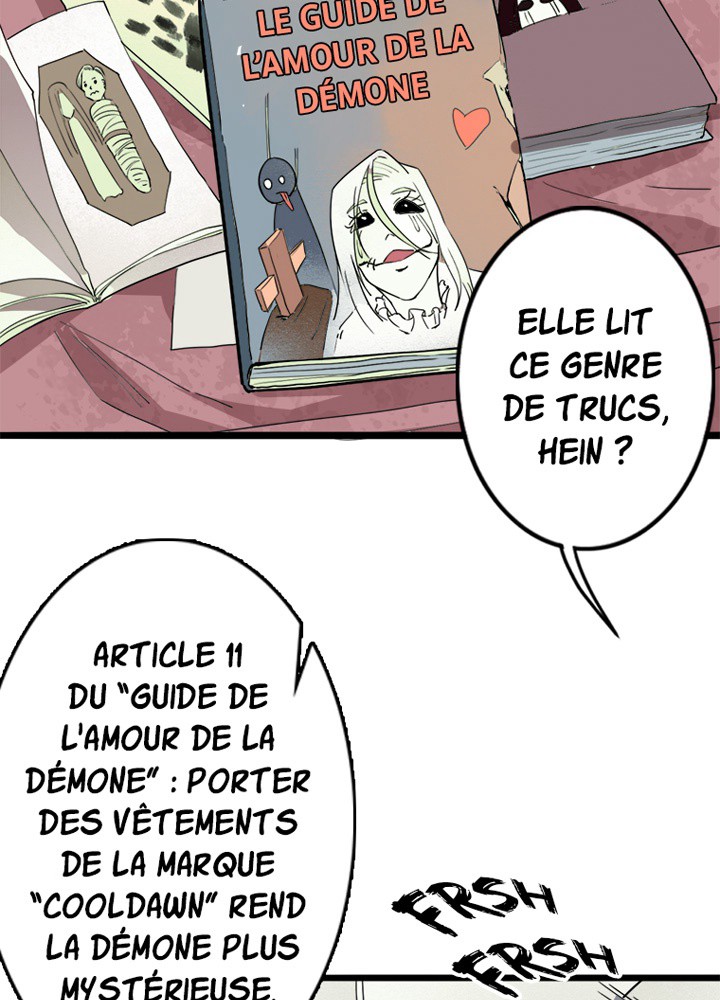 LE GUIDE DE
L'AMOUR DE LA
DÉMONE
ELLE LIT
CE GENRE
DE TRUCS,
HEIN ?
ARTICLE 11
DU "GUIDE DE
L'AMOUR DE LA
DÉMONE" : PORTER
DES VÊTEMENTS
DE LA MARQUE
"COOLDAWN" REND
LA DÉMONE PLUS
MYSTÉRIEUSE.
FRSH
FRSH